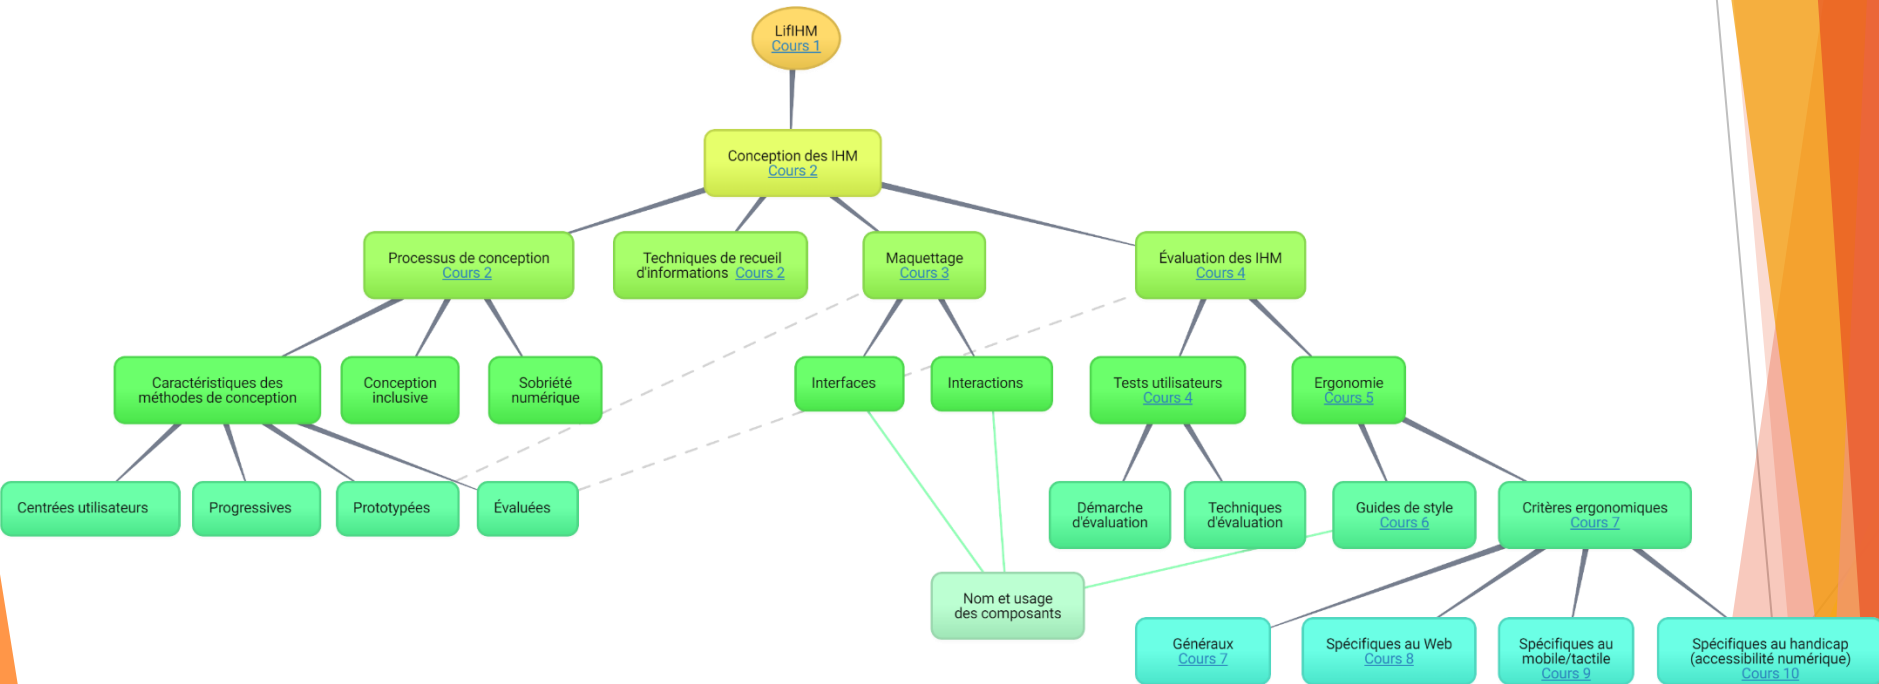 LifIHM
Cours 1
Conception des IHM
Cours 2
Processus de conception
Cours 2
Techniques de recueil
d'informations Cours 2
Maquettage
Cours 3
Évaluation des IHM
Cours 4
Caractéristiques des
méthodes de conception
Conception
inclusive
Sobriété
numérique
Interfaces
Interactions
Tests utilisateurs
Cours 4
Ergonomie
Cours 5
Centrées utilisateurs
Progressives
Prototypées
Évaluées
Démarche
d'évaluation
Techniques
d'évaluation
Guides de style
Cours 6
Critères ergonomiques
Cours 7
Nom et usage
des composants
Généraux
Cours 7
Spécifiques au Web
Cours 8
Spécifiques au
mobile/tactile
Cours 9
Spécifiques au handicap
(accessibilité numérique)
Cours 10